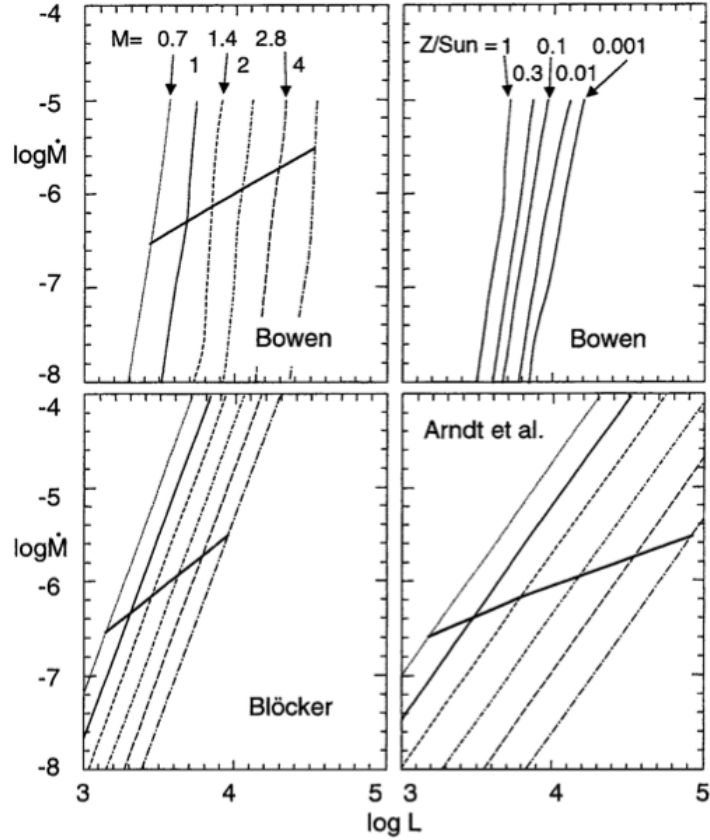 -4
M= 0.7 1.4 2.8
1 2 4
Z/Sun = 1 0.1 0.001
0.3 0.01
-5
logṀ
-6
-7
-8
Bowen
Bowen
-4
Arndt et al.
-5
logṀ
-6
-7
-8
Blöcker
3 4 5
3 4 5
log L